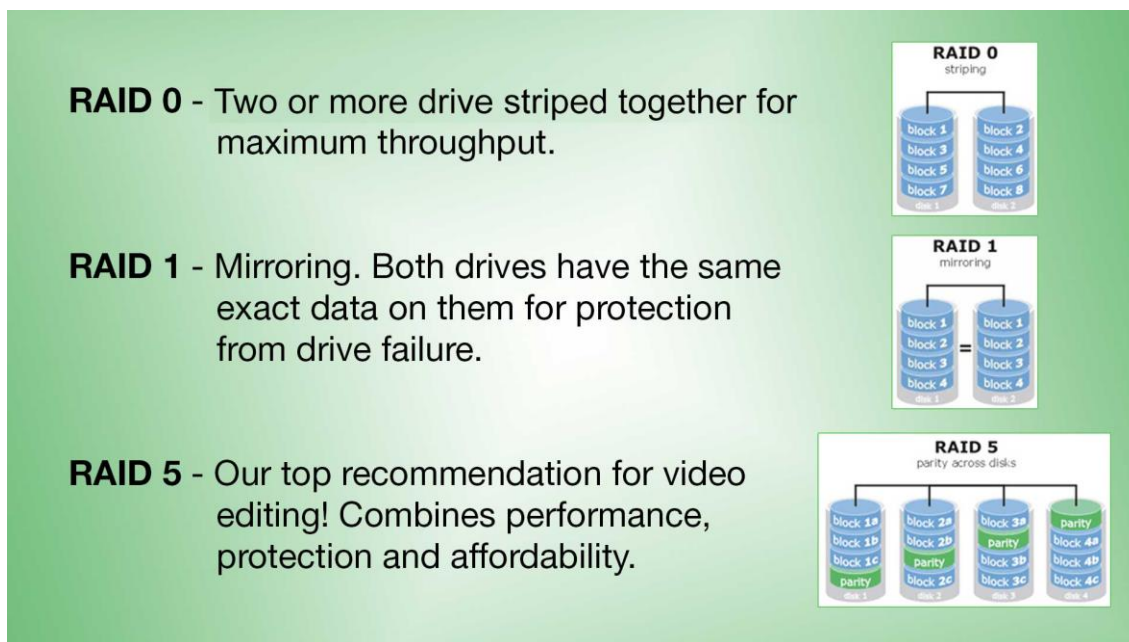 RAID 0 - Two or more drive striped together for
maximum throughput.
RAID 0
striping
block 1 block 2
block 3 block 4
block 5 block 6
block 7 block 8
disk 1 disk 2
RAID 1 - Mirroring. Both drives have the same
exact data on them for protection
from drive failure.
RAID 1
mirroring
block 1 block 1
block 2 block 2
=
block 3 block 3
block 4 block 4
disk 1 disk 2
RAID 5 - Our top recommendation for video
editing! Combines performance,
protection and affordability.
RAID 5
parity across disks
block 1a block 2a block 3a parity
block 1b block 2b parity block 4a
block 1c parity block 3b block 4b
parity block 2c block 3c block 4c
disk 1 disk 2 disk 3 disk 4